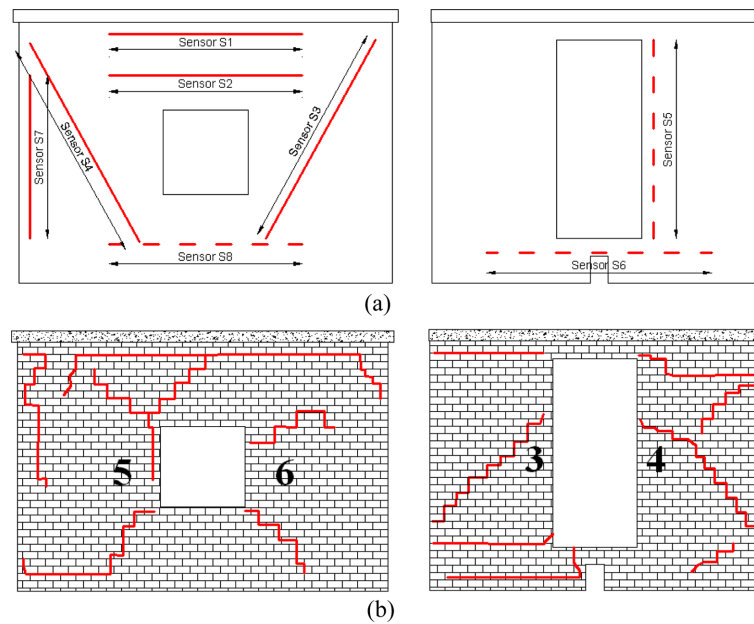 Sensor S1
Sensor S2
Sensor S3
Sensor S4
Sensor S7
Sensor S8
Sensor S5
Sensor S6
(a)
5
6
3
4
(b)